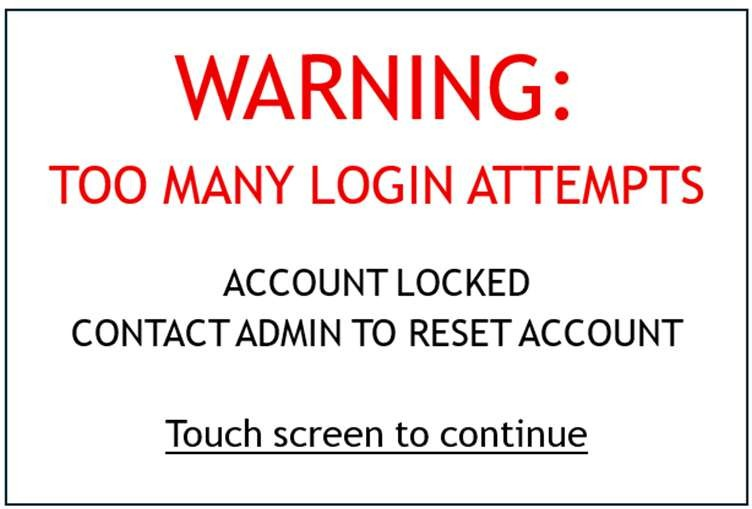 WARNING:
TOO MANY LOGIN ATTEMPTS
ACCOUNT LOCKED
CONTACT ADMIN TO RESET ACCOUNT
Touch screen to continue